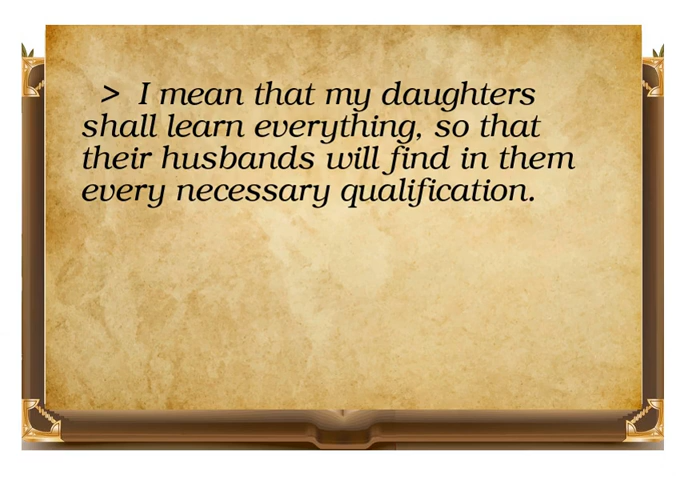 > I mean that my daughters
shall learn everything, so that
their husbands will find in them
every necessary qualification.